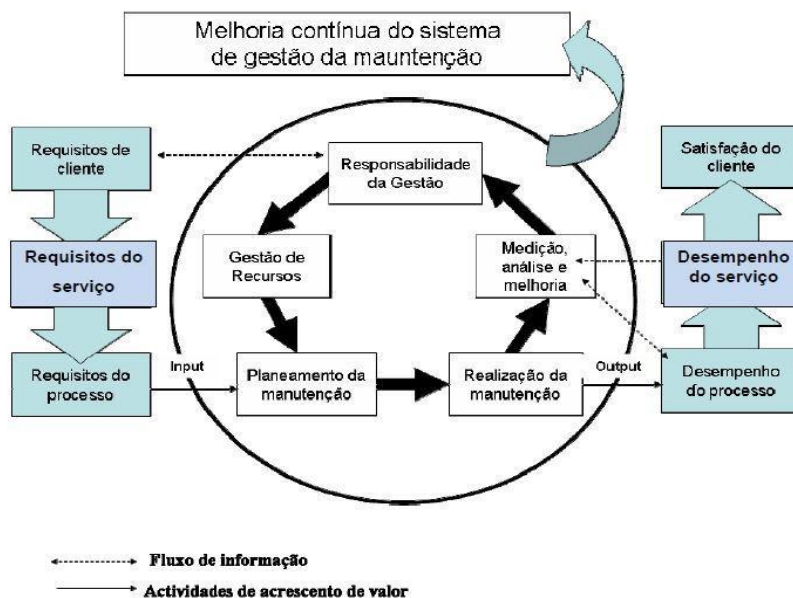 Melhoria contínua do sistema
de gestão da mauntenção
Requisitos de
cliente
Responsabilidade
da Gestão
Satisfação do
cliente
Requisitos do
serviço
Gestão de
Recursos
Medição,
análise e
melhoria
Desempenho
do serviço
Requisitos do
processo
Input
Planeamento da
manutenção
Realização da
manutenção
Output
Desempenho
do processo
Fluxo de informação
Actividades de acrescento de valor